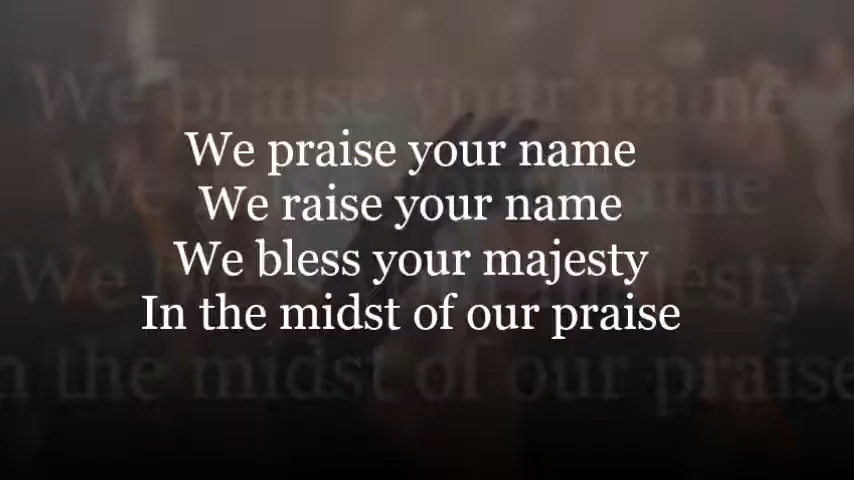 We praise your name
We raise your name
We bless your majesty
In the midst of our praise